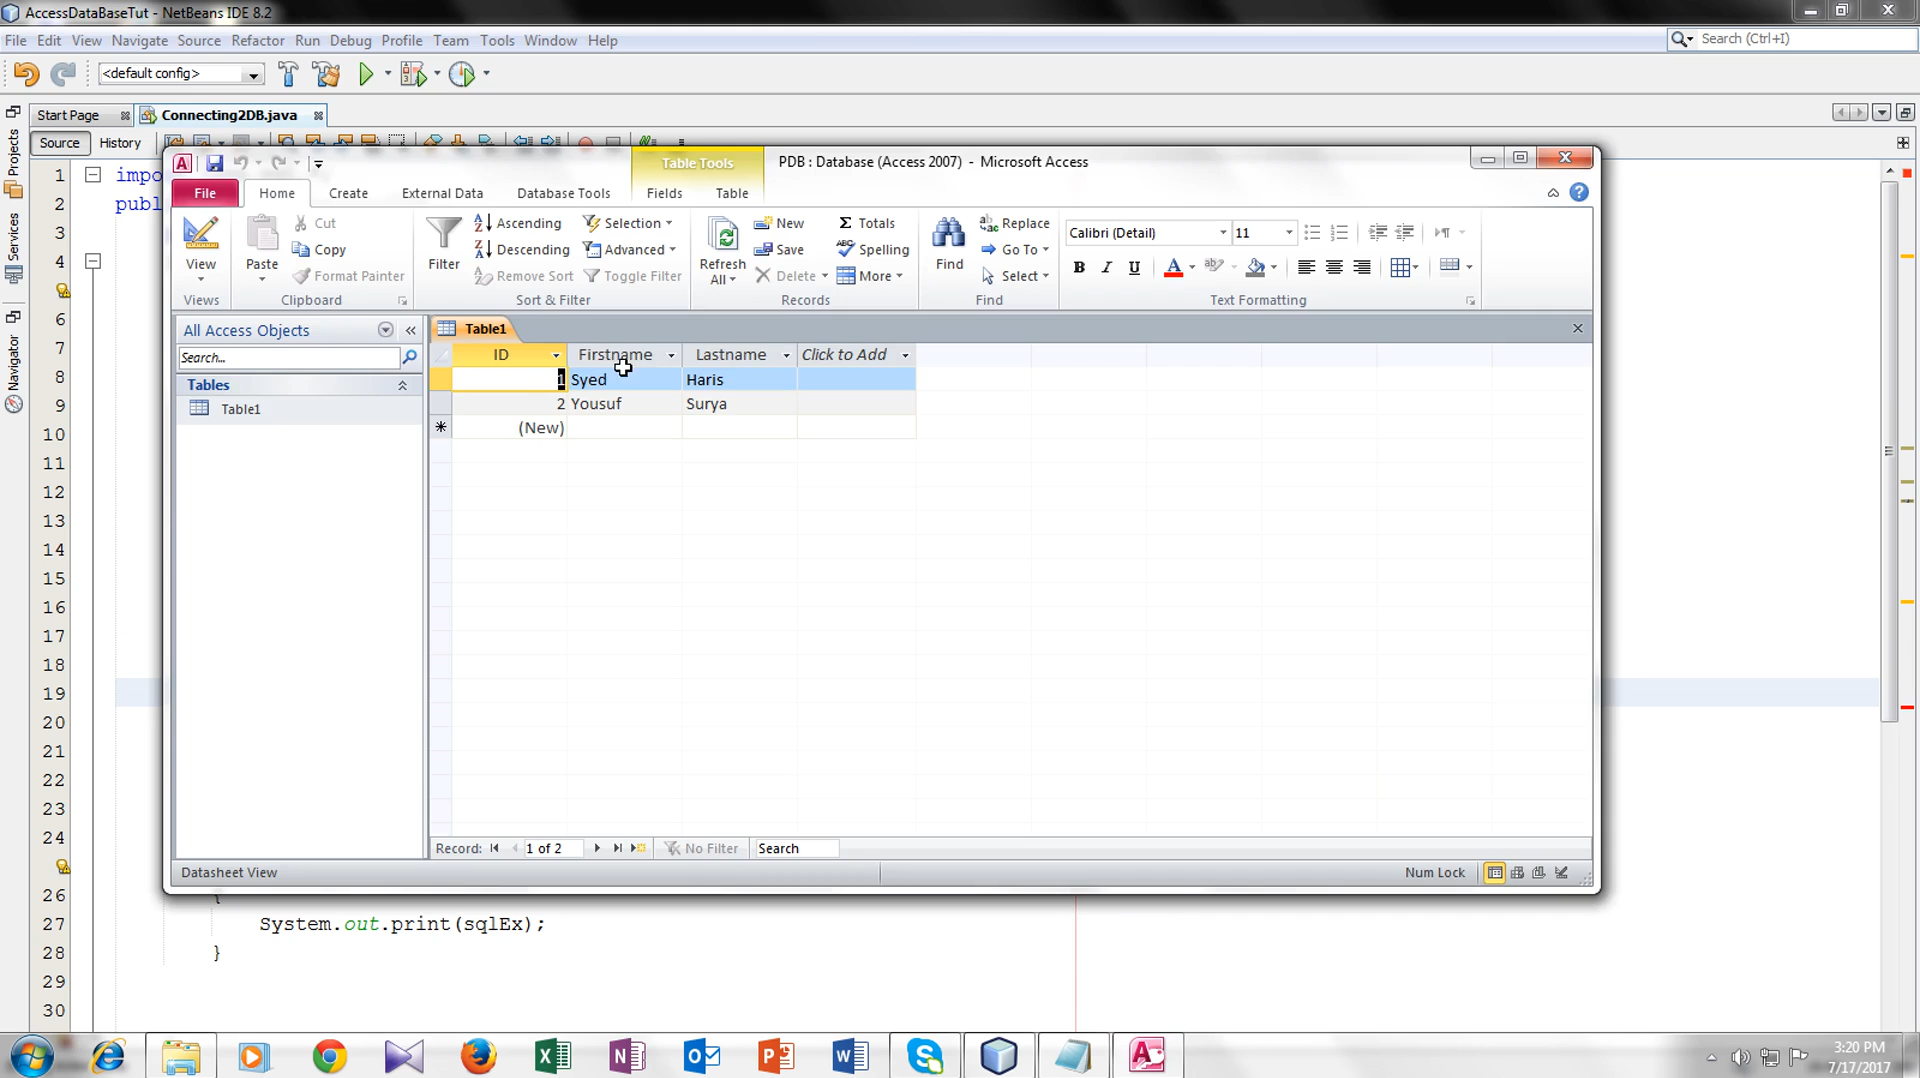 AccessDataBaseTut - NetBeans IDE 8.2
File Edit View Navigate Source Refactor Run Debug Profile Team Tools Window Help
Search (Ctrl+I)
<default config>
Start Page Connecting2DB.java
Source History
Projects
Services
Navigator
1 impo
2 publ
3
4
6
7
8
9
10
11
12
13
14
15
16
17
18
19
20
21
22
23
24
26 {
27 System.out.print(sqlEx);
28 }
29
30
Table Tools PDB : Database (Access 2007) - Microsoft Access
File Home Create External Data Database Tools Fields Table
View
Views
Paste
Cut
Copy
Format Painter
Clipboard
Filter
Ascending
Descending
Remove Sort
Selection
Advanced
Toggle Filter
Sort & Filter
Refresh
All
New
Save
Delete
Totals
Spelling
More
Records
Find
Replace
Go To
Select
Find
Calibri (Detail) 11
B I U A
Text Formatting
All Access Objects
Search...
Tables
Table1
Table1
ID Firstname Lastname Click to Add
1 Syed Haris
2 Yousuf Surya
(New)
Record: 1 of 2 No Filter Search
Datasheet View Num Lock
3:20 PM
7/17/2017